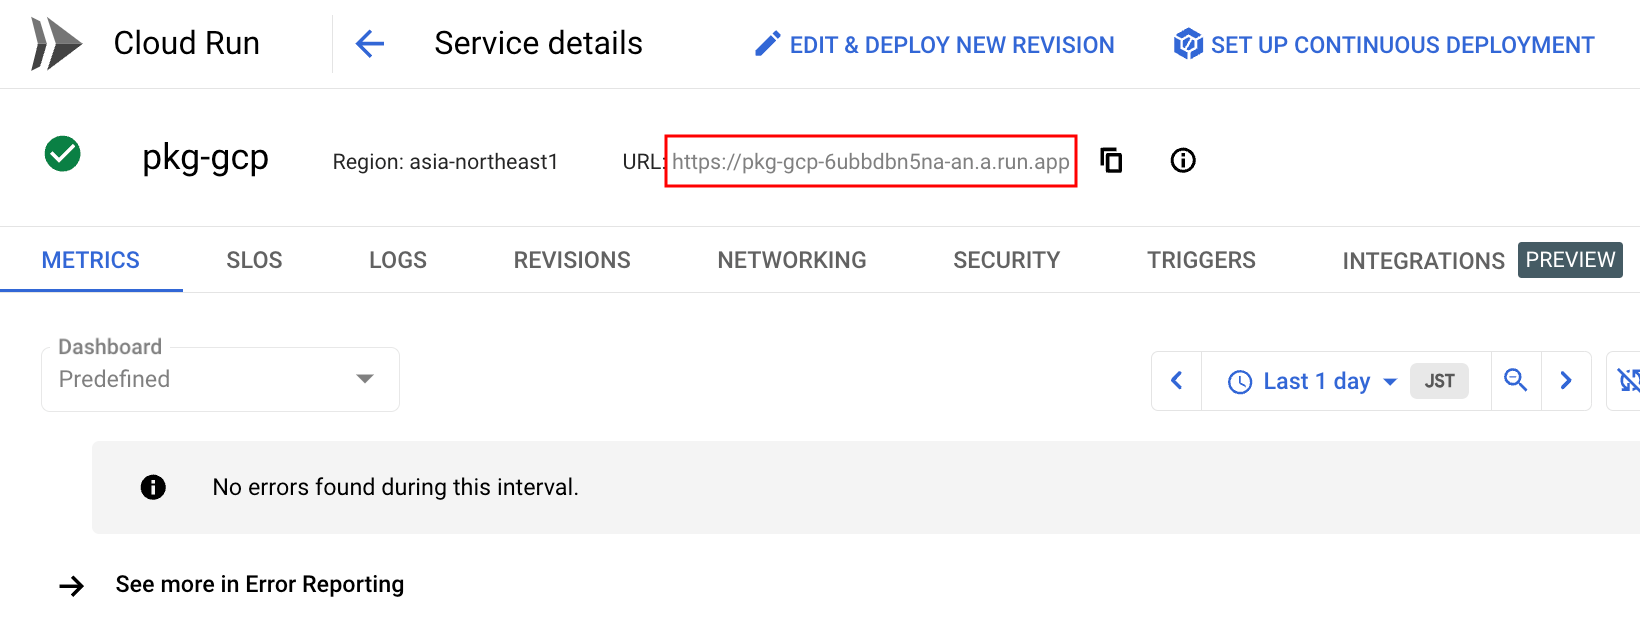 Cloud Run Service details EDIT & DEPLOY NEW REVISION SET UP CONTINUOUS DEPLOYMENT
pkg-gcp Region: asia-northeast1 URL: https://pkg-gcp-6ubbdbn5na-an.a.run.app
METRICS SLOS LOGS REVISIONS NETWORKING SECURITY TRIGGERS INTEGRATIONS PREVIEW
Dashboard
Predefined
Last 1 day JST
No errors found during this interval.
See more in Error Reporting